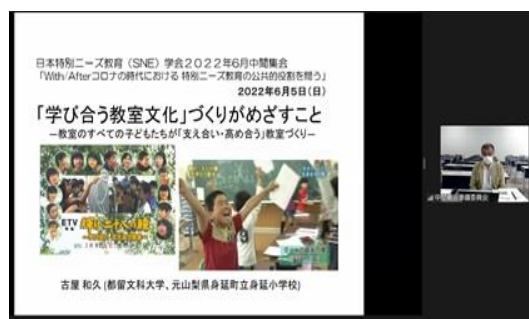 日本特別ニーズ教育(SNE)学会2022年6月中間集会
「With/Afterコロナの時代における 特別ニーズ教育の公共的役割を問う」
2022年6月5日(日)
「学び合う教室文化」づくりがめざすこと
―教室のすべての子どもたちが「支え合い・高め合う」教室づくり―
ETV
特集
古屋 和久 (都留文科大学、元山梨県身延町立身延小学校)